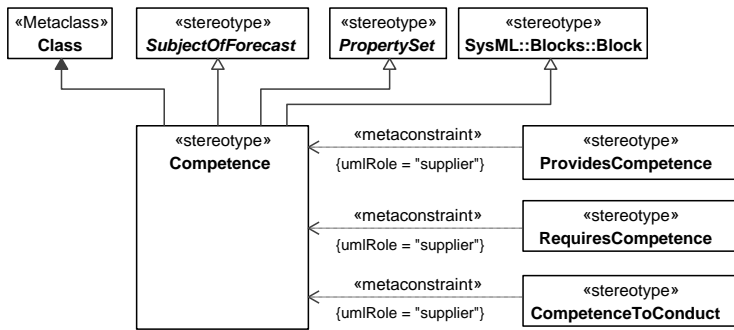 «Metaclass»
Class
«stereotype»
SubjectOfForecast
«stereotype»
PropertySet
«stereotype»
SysML::Blocks::Block
«stereotype»
Competence
«metaconstraint»
{umlRole = "supplier"}
«stereotype»
ProvidesCompetence
«metaconstraint»
{umlRole = "supplier"}
«stereotype»
RequiresCompetence
«metaconstraint»
{umlRole = "supplier"}
«stereotype»
CompetenceToConduct